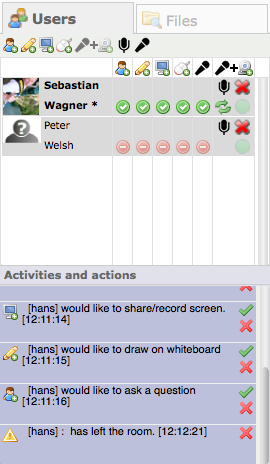 Users
Files
Sebastian
Wagner *
Peter
Welsh
Activities and actions
[hans] would like to share/record screen.
[12:11:14]
[hans] would like to draw on whiteboard
[12:11:15]
[hans] would like to ask a question
[12:11:16]
[hans] : has left the room. [12:12:21]